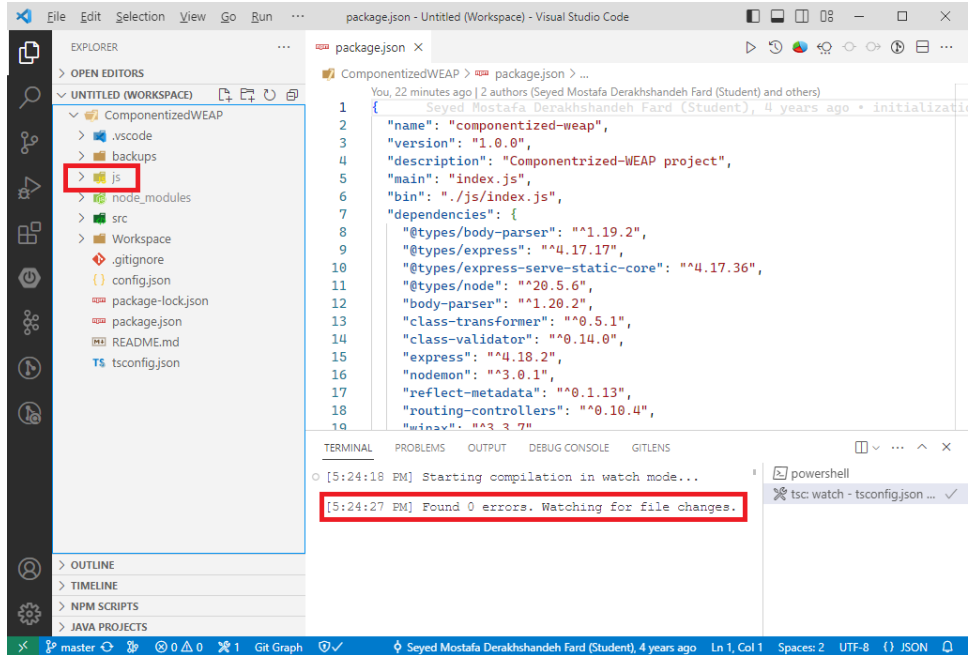 File Edit Selection View Go Run ··· package.json - Untitled (Workspace) - Visual Studio Code
EXPLORER ···
OPEN EDITORS
UNTITLED (WORKSPACE)
ComponentizedWEAP
.vscode
backups
js
node_modules
src
Workspace
.gitignore
{} config.json
package-lock.json
package.json
README.md
TS tsconfig.json
OUTLINE
TIMELINE
NPM SCRIPTS
JAVA PROJECTS
package.json ×
ComponentizedWEAP > package.json > ...
You, 22 minutes ago | 2 authors (Seyed Mostafa Derakhshandeh Fard (Student) and others)
1 { Seyed Mostafa Derakhshandeh Fard (Student), 4 years ago • initializatio
2 "name": "componentized-weap",
3 "version": "1.0.0",
4 "description": "Componentrized-WEAP project",
5 "main": "index.js",
6 "bin": "./js/index.js",
7 "dependencies": {
8 "@types/body-parser": "^1.19.2",
9 "@types/express": "^4.17.17",
10 "@types/express-serve-static-core": "^4.17.36",
11 "@types/node": "^20.5.6",
12 "body-parser": "^1.20.2",
13 "class-transformer": "^0.5.1",
14 "class-validator": "^0.14.0",
15 "express": "^4.18.2",
16 "nodemon": "^3.0.1",
17 "reflect-metadata": "^0.1.13",
18 "routing-controllers": "^0.10.4",
19 "winax": "^3.3.7"
TERMINAL PROBLEMS OUTPUT DEBUG CONSOLE GITLENS
[5:24:18 PM] Starting compilation in watch mode...
[5:24:27 PM] Found 0 errors. Watching for file changes.
powershell
tsc: watch - tsconfig.json ...
master 0 0 1 Git Graph Seyed Mostafa Derakhshandeh Fard (Student), 4 years ago Ln 1, Col 1 Spaces: 2 UTF-8 {} JSON